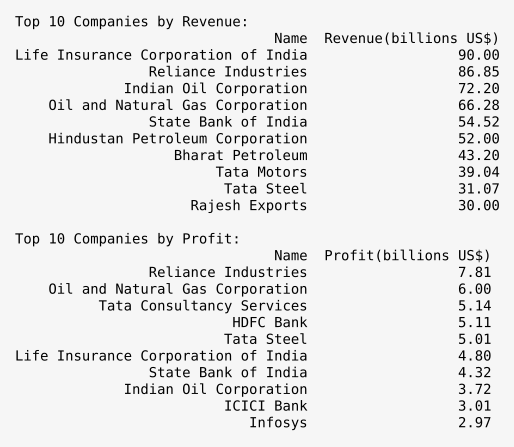 Top 10 Companies by Revenue:
Name Revenue(billions US$)
Life Insurance Corporation of India 90.00
Reliance Industries 86.85
Indian Oil Corporation 72.20
Oil and Natural Gas Corporation 66.28
State Bank of India 54.52
Hindustan Petroleum Corporation 52.00
Bharat Petroleum 43.20
Tata Motors 39.04
Tata Steel 31.07
Rajesh Exports 30.00
Top 10 Companies by Profit:
Name Profit(billions US$)
Reliance Industries 7.81
Oil and Natural Gas Corporation 6.00
Tata Consultancy Services 5.14
HDFC Bank 5.11
Tata Steel 5.01
Life Insurance Corporation of India 4.80
State Bank of India 4.32
Indian Oil Corporation 3.72
ICICI Bank 3.01
Infosys 2.97